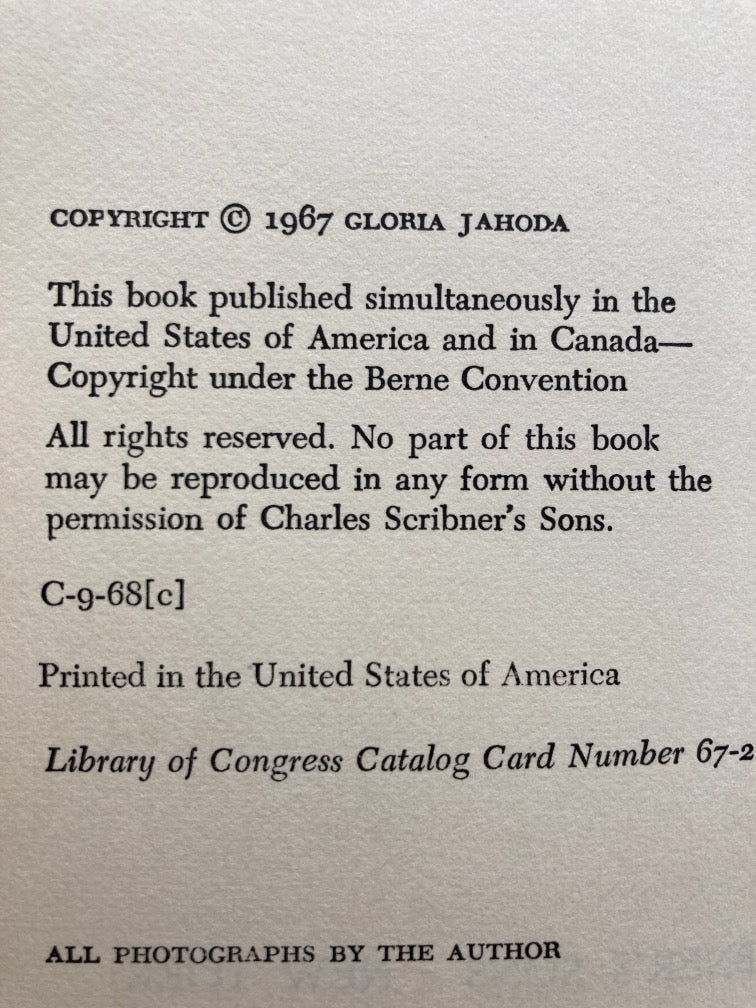 COPYRIGHT © 1967 GLORIA JAHODA
This book published simultaneously in the
United States of America and in Canada—
Copyright under the Berne Convention
All rights reserved. No part of this book
may be reproduced in any form without the
permission of Charles Scribner's Sons.
C-9-68[c]
Printed in the United States of America
Library of Congress Catalog Card Number 67-2
ALL PHOTOGRAPHS BY THE AUTHOR